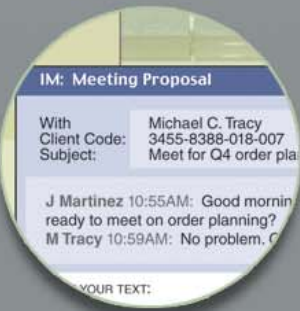 IM: Meeting Proposal
With Michael C. Tracy
Client Code: 3455-8388-018-007
Subject: Meet for Q4 order
J Martinez 10:55AM: Good
ready to meet on order planning?
M Tracy 10:59AM: No problem.
YOUR TEXT: